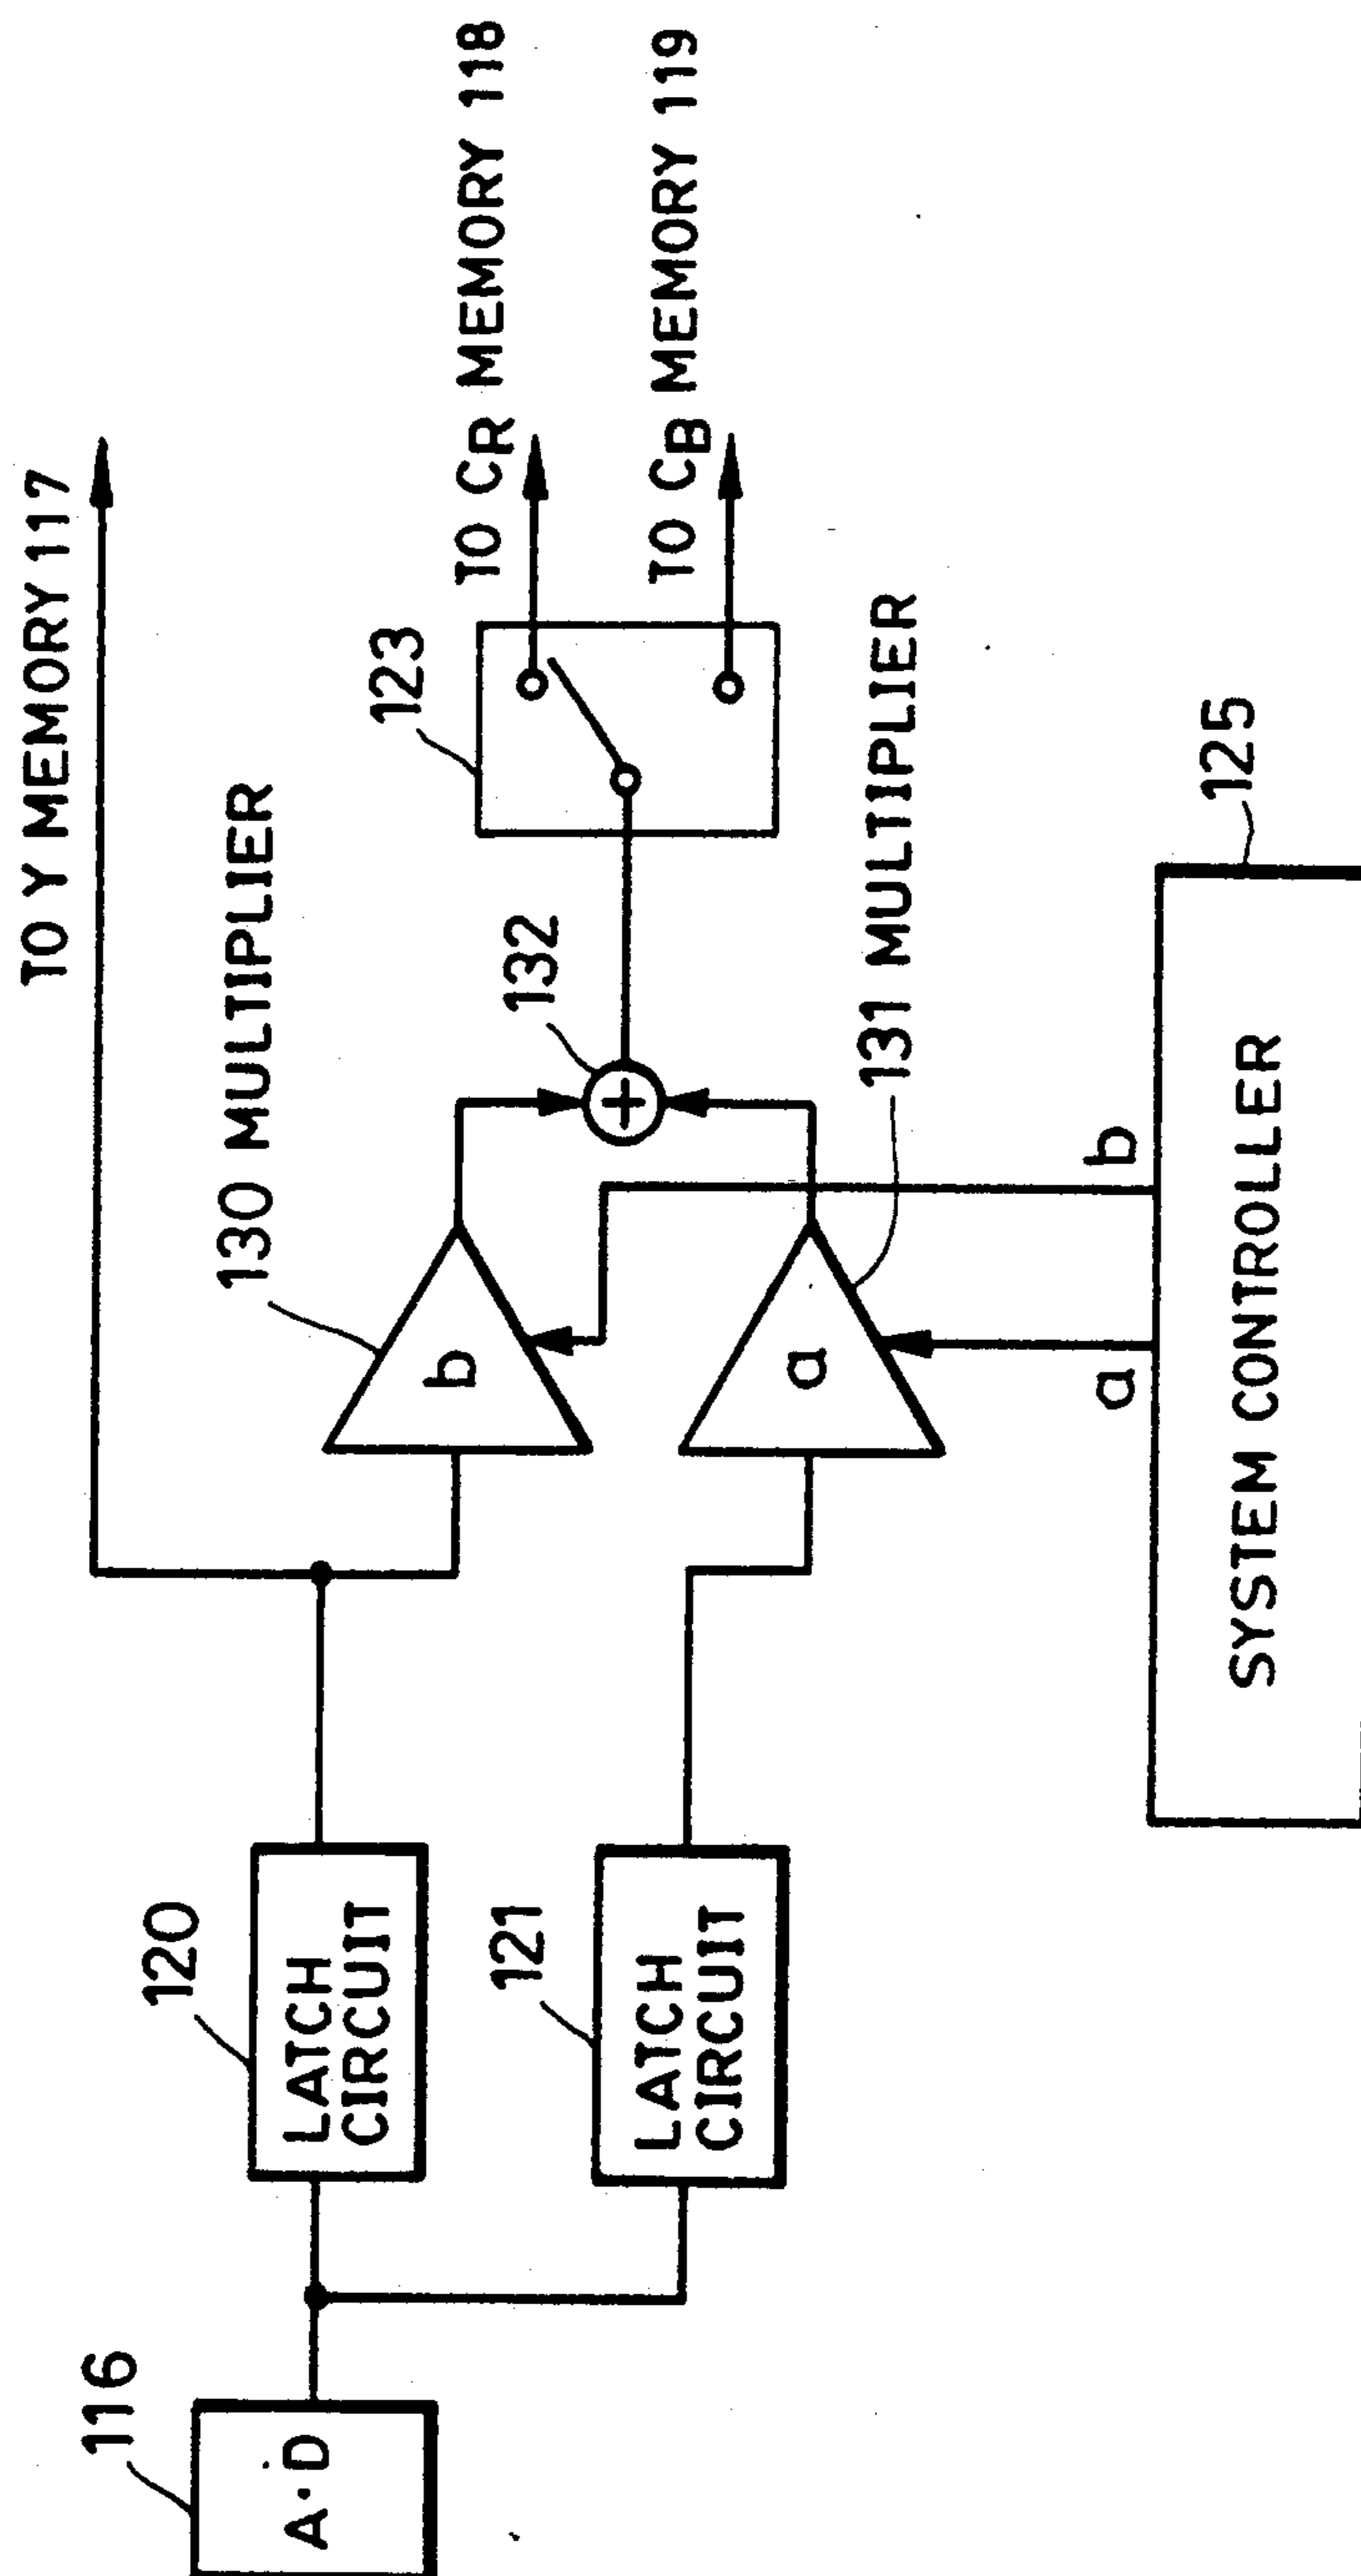 TO Y MEMORY 117
116
A·D
120
LATCH
CIRCUIT
121
LATCH
CIRCUIT
130 MULTIPLIER
b
131 MULTIPLIER
a
132
+
123
TO CR MEMORY 118
TO CB MEMORY 119
a
b
125
SYSTEM CONTROLLER